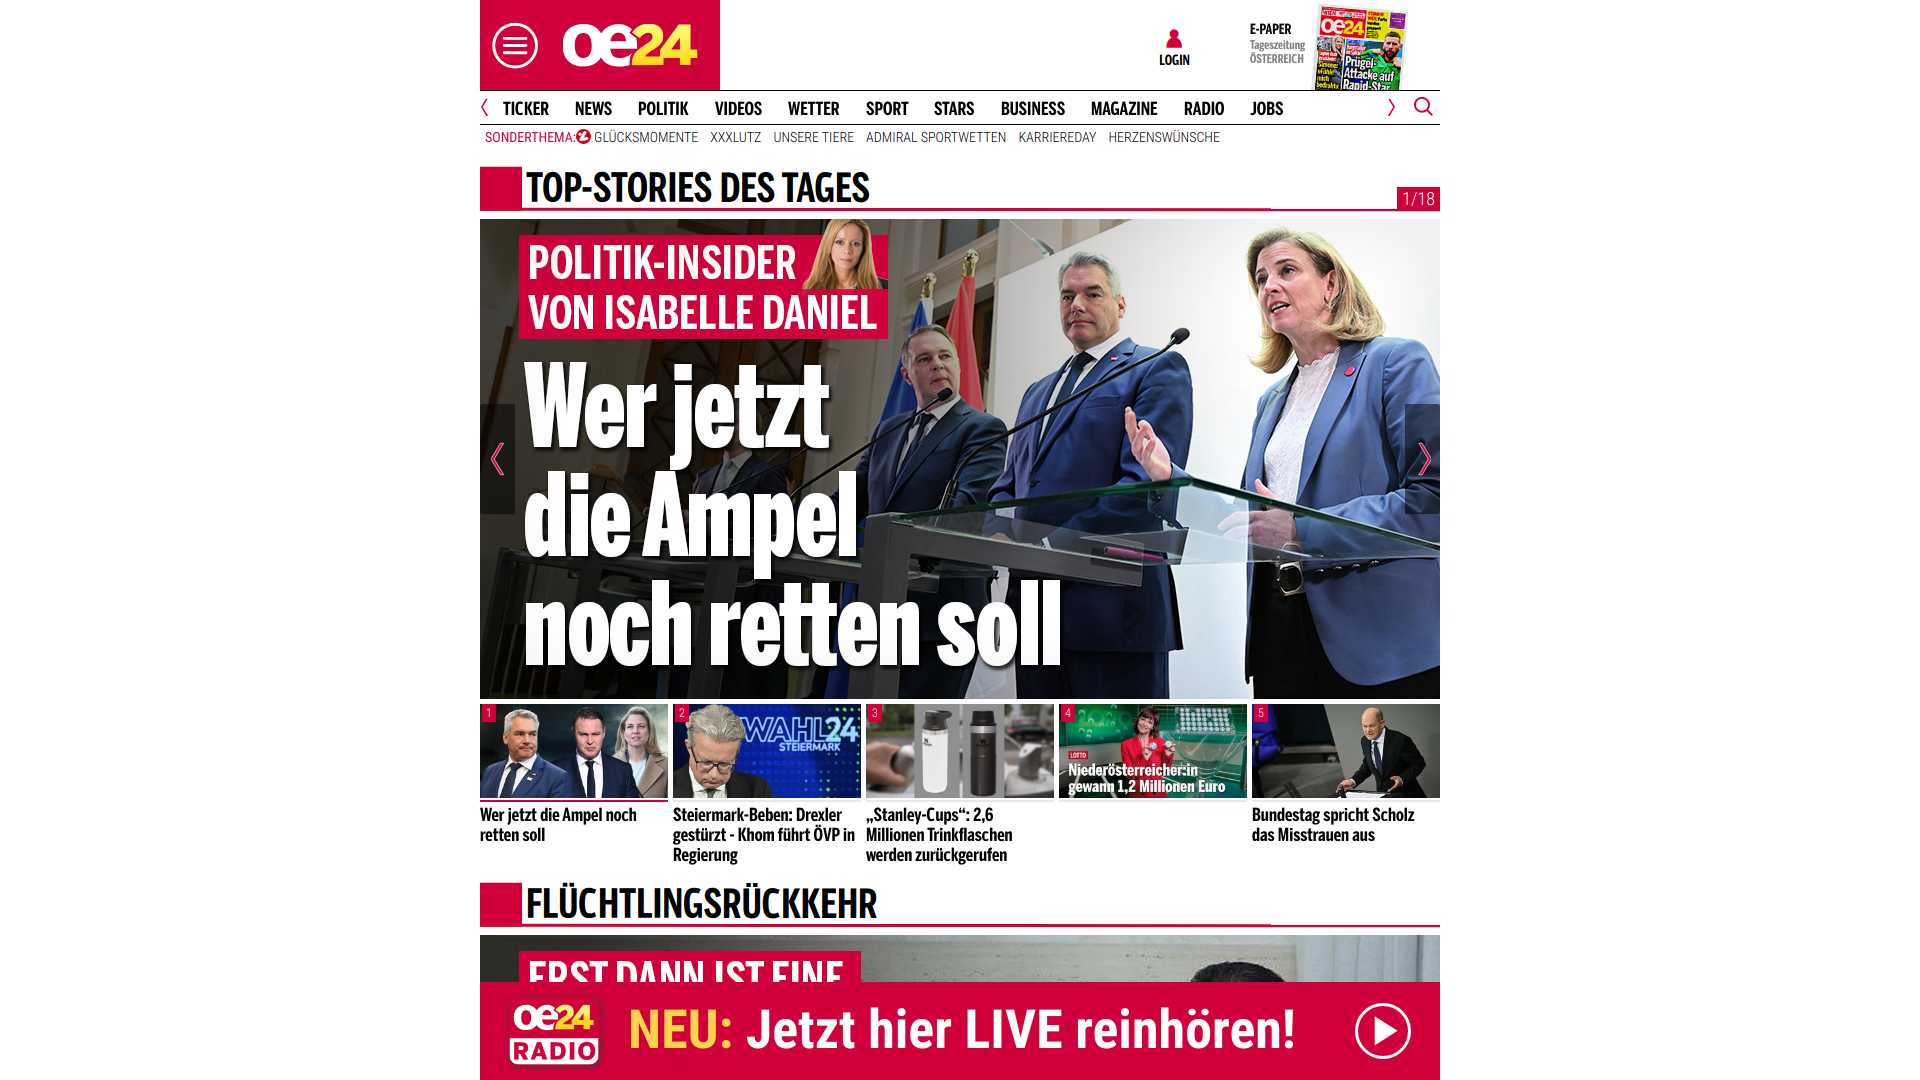 oe24
LOGIN
E-PAPER
Tageszeitung
ÖSTERREICH
oe24
Prügel-
Attacke auf
Rapid-Star
TICKER NEWS POLITIK VIDEOS WETTER SPORT STARS BUSINESS MAGAZINE RADIO JOBS
SONDERTHEMA: GLÜCKSMOMENTE XXXLUTZ UNSERE TIERE ADMIRAL SPORTWETTEN KARRIEREDAY HERZENSWÜNSCHE
TOP-STORIES DES TAGES
1/18
POLITIK-INSIDER
VON ISABELLE DANIEL
Wer jetzt
die Ampel
noch retten soll
1
2
WAHL24
STEIERMARK
3
4
LOTTO
Niederösterreicher:in
gewann 1,2 Millionen Euro
5
Wer jetzt die Ampel noch
retten soll
Steiermark-Beben: Drexler
gestürzt - Khom führt ÖVP in
Regierung
„Stanley-Cups“: 2,6
Millionen Trinkflaschen
werden zurückgerufen
Bundestag spricht Scholz
das Misstrauen aus
FLÜCHTLINGSRÜCKKEHR
ERST DANN IST EINE
oe24
RADIO
NEU: Jetzt hier LIVE reinhören!